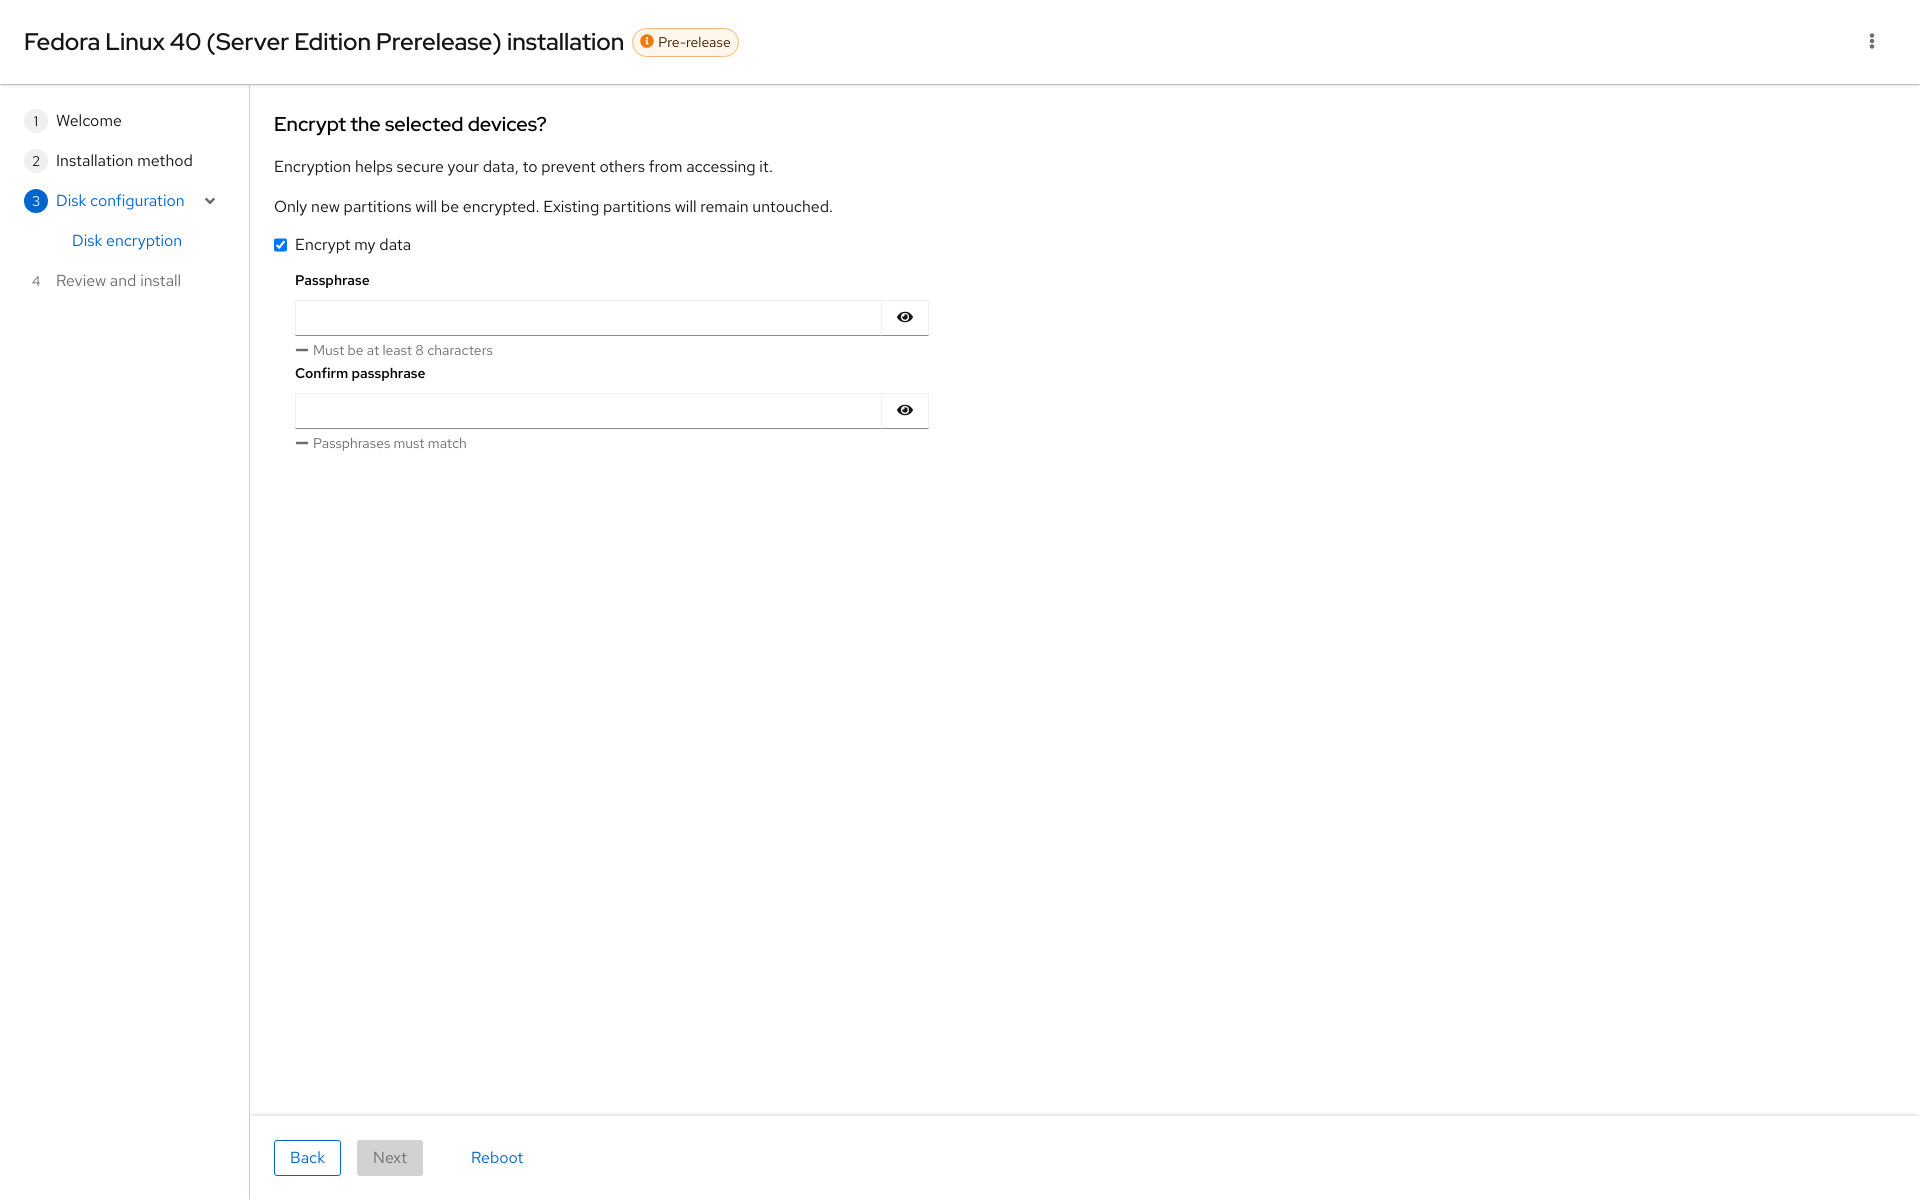 Fedora Linux 40 (Server Edition Prerelease) installation
Pre-release
1 Welcome
2 Installation method
3 Disk configuration
Disk encryption
4 Review and install
Encrypt the selected devices?
Encryption helps secure your data, to prevent others from accessing it.
Only new partitions will be encrypted. Existing partitions will remain untouched.
Encrypt my data
Passphrase
Must be at least 8 characters
Confirm passphrase
Passphrases must match
Back
Next
Reboot